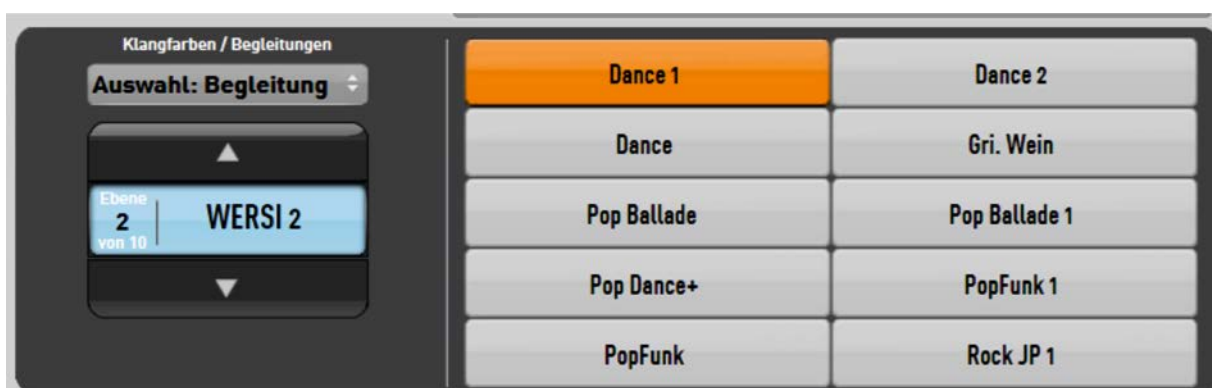 Klangfarben / Begleitungen
Auswahl: Begleitung
Ebene
2
von 10
WERSI 2
Dance 1
Dance 2
Dance
Gri. Wein
Pop Ballade
Pop Ballade 1
Pop Dance+
PopFunk 1
PopFunk
Rock JP 1